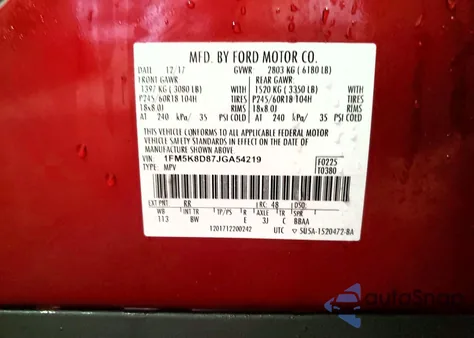 MFD. BY FORD MOTOR CO.
DATE: 12/17 GVWR: 2803 KG (6180 LB)
FRONT GAWR: REAR GAWR:
1397 KG (3080 LB) 1520 KG (3350 LB)
P245/60R18 104H TIRES P245/60R18 104H TIRES
18x8.0J RIMS 18x8.0J RIMS
AT 240 kPa/ 35 PSI COLD AT 240 kPa/ 35 PSI COLD
THIS VEHICLE CONFORMS TO ALL APPLICABLE FEDERAL MOTOR
VEHICLE SAFETY STANDARDS IN EFFECT ON THE DATE OF
MANUFACTURE SHOWN ABOVE.
VIN: 1FM5K8D87JGA54219 F0225
TYPE: MPV T0380
EXT PNT: RR RC: 48 DSO:
WB INT TR TP/PS R AXLE TR SPR
113 BW E 3J C BBAA
1201712200242 UTC SU5A-1520472-BA
autoSnap